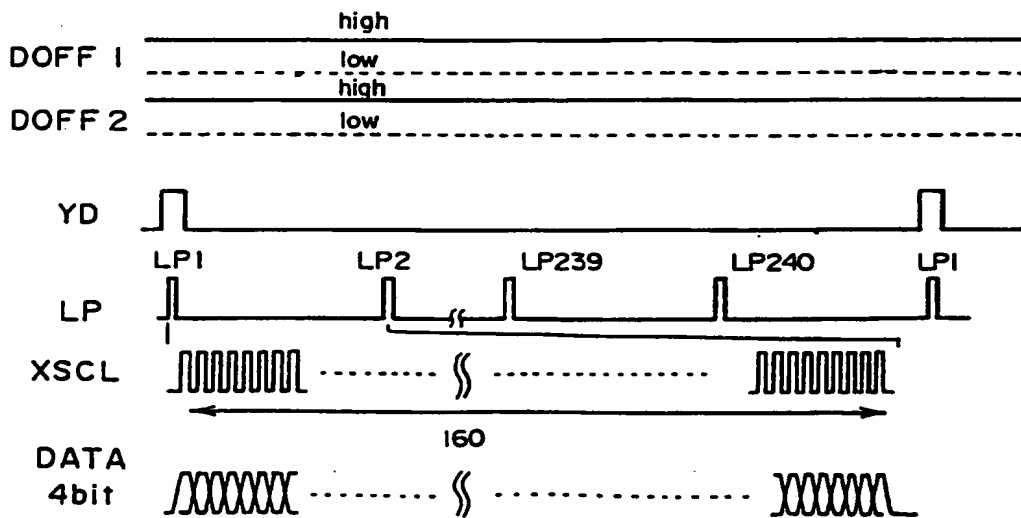 high
DOFF 1
low
high
DOFF 2
low
YD
LP1 LP2 LP239 LP240 LP1
LP
XSCL
160
DATA
4bit